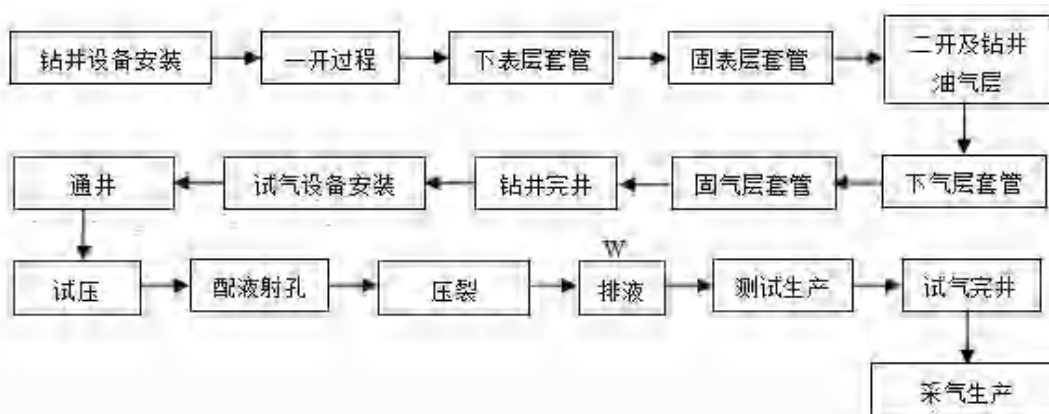 钻井设备安装
一开过程
下表层套管
固表层套管
二开及钻井
油气层
通井
试气设备安装
钻井完井
固气层套管
下气层套管
试压
配液射孔
压裂
W
排液
测试生产
试气完井
采气生产